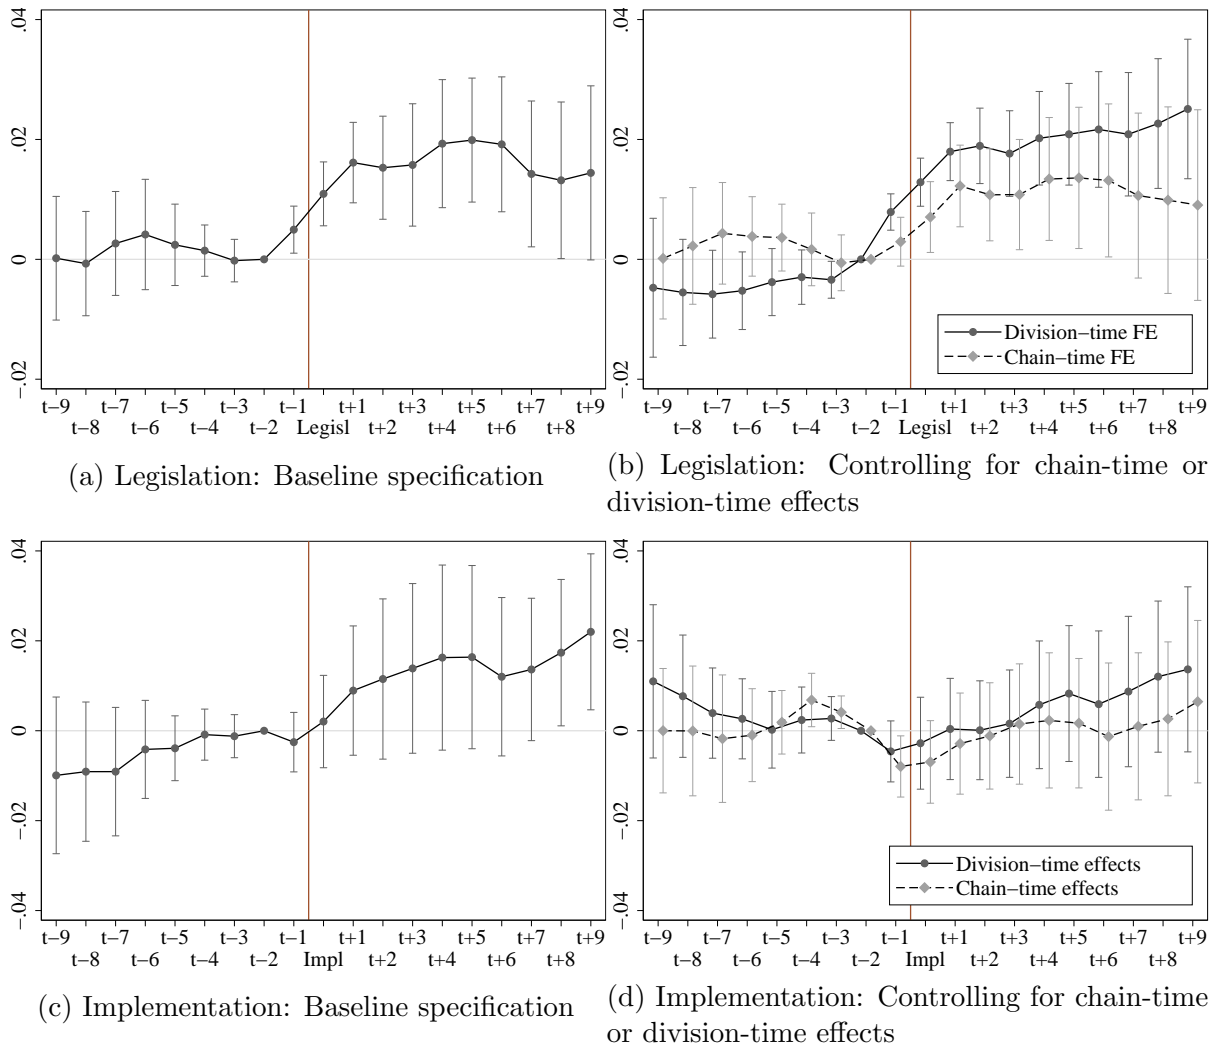 .04
.02
0
−.02
t−9 t−7 t−5 t−3 t−1 t+1 t+3 t+5 t+7 t+9
t−8 t−6 t−4 t−2 Legisl t+2 t+4 t+6 t+8
(a) Legislation: Baseline specification
.04
.02
0
−.02
Division−time FE
Chain−time FE
t−9 t−7 t−5 t−3 t−1 t+1 t+3 t+5 t+7 t+9
t−8 t−6 t−4 t−2 Legisl t+2 t+4 t+6 t+8
(b) Legislation: Controlling for chain-time or
division-time effects
.04
.02
0
−.02
−.04
t−9 t−7 t−5 t−3 t−1 t+1 t+3 t+5 t+7 t+9
t−8 t−6 t−4 t−2 Impl t+2 t+4 t+6 t+8
(c) Implementation: Baseline specification
.04
.02
0
−.02
−.04
Division−time effects
Chain−time effects
t−9 t−7 t−5 t−3 t−1 t+1 t+3 t+5 t+7 t+9
t−8 t−6 t−4 t−2 Impl t+2 t+4 t+6 t+8
(d) Implementation: Controlling for chain-time
or division-time effects